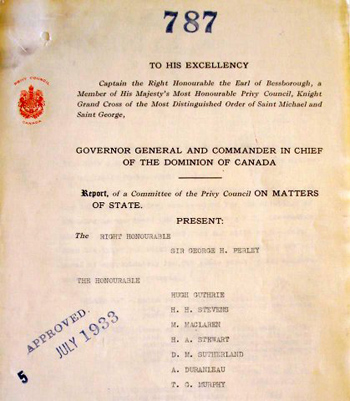 787
TO HIS EXCELLENCY
Captain the Right Honourable the Earl of Bessborough, a
Member of His Majesty's Most Honourable Privy Council, Knight
Grand Cross of the Most Distinguished Order of Saint Michael and
Saint George,
PRIVY COUNCIL
CANADA
GOVERNOR GENERAL AND COMMANDER IN CHIEF
OF THE DOMINION OF CANADA
Report, of a Committee of the Privy Council ON MATTERS
OF STATE.
PRESENT:
The RIGHT HONOURABLE
SIR GEORGE H. PERLEY
THE HONOURABLE
HUGH GUTHRIE
H. H. STEVENS
M. MACLAREN
H. A. STEWART
D. M. SUTHERLAND
A. DURANLEAU
T. G. MURPHY
APPROVED.
5 JULY 1933